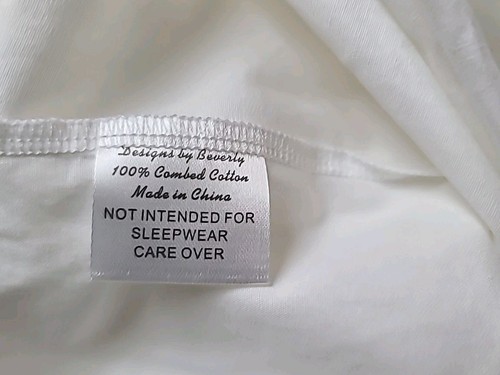 Designs by Beverly
100% Combed Cotton
Made in China
NOT INTENDED FOR
SLEEPWEAR
CARE OVER